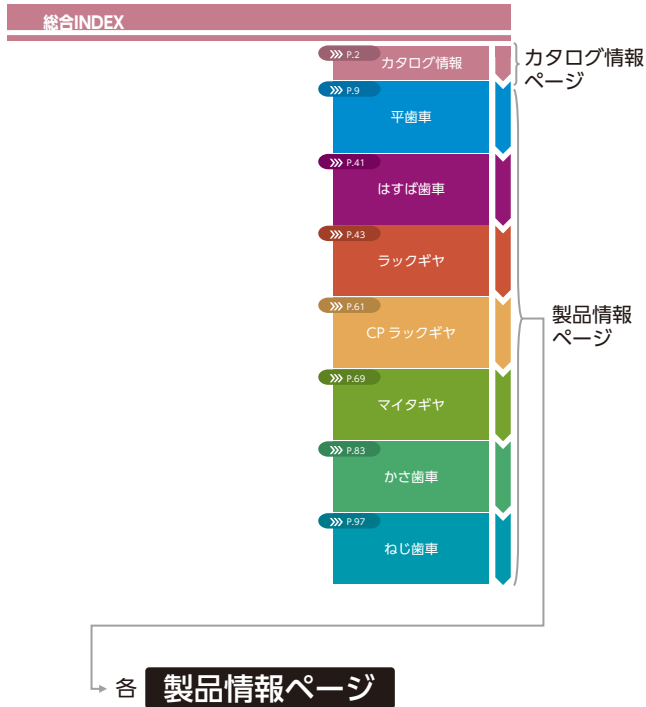 総合INDEX
P.2
カタログ情報
カタログ情報
ページ
P.9
平歯車
P.41
はすば歯車
P.43
ラックギヤ
P.61
CP ラックギヤ
製品情報
ページ
P.69
マイタギヤ
P.83
かさ歯車
P.97
ねじ歯車
各 製品情報ページ